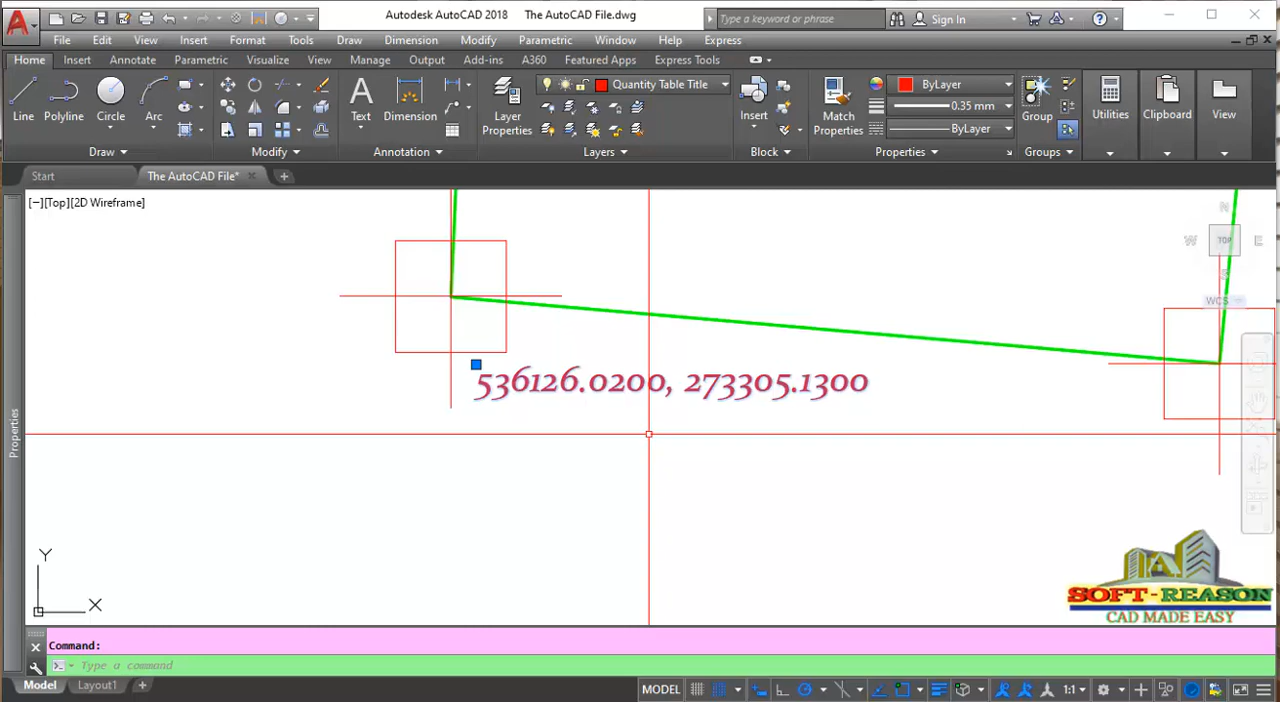 Autodesk AutoCAD 2018 The AutoCAD File.dwg
Type a keyword or phrase
Sign In
File Edit View Insert Format Tools Draw Dimension Modify Parametric Window Help Express
Home Insert Annotate Parametric Visualize View Manage Output Add-ins A360 Featured Apps Express Tools
Quantity Table Title
ByLayer
0.35 mm
ByLayer
Line Polyline Circle Arc Text Dimension Layer Properties Insert Match Properties Group Utilities Clipboard View
Draw Modify Annotation Layers Block Properties Groups
Start The AutoCAD File*
[−][Top][2D Wireframe]
N
W TOP E
S
WCS
Properties
536126.0200, 273305.1300
Y
X
SOFT-REASON
CAD MADE EASY
Command:
Type a command
Model Layout1
MODEL 1:1